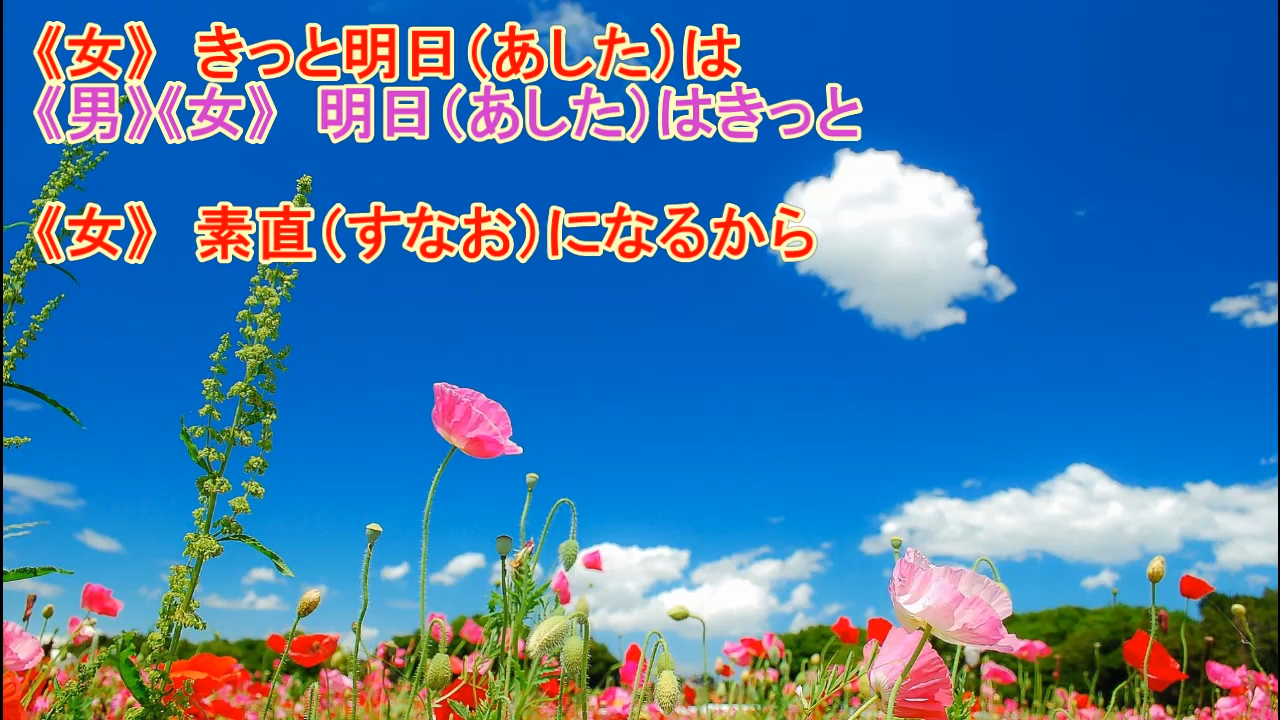 《女》 きっと明日（あした）は
《男》《女》 明日（あした）はきっと
《女》 素直（すなお）になるから